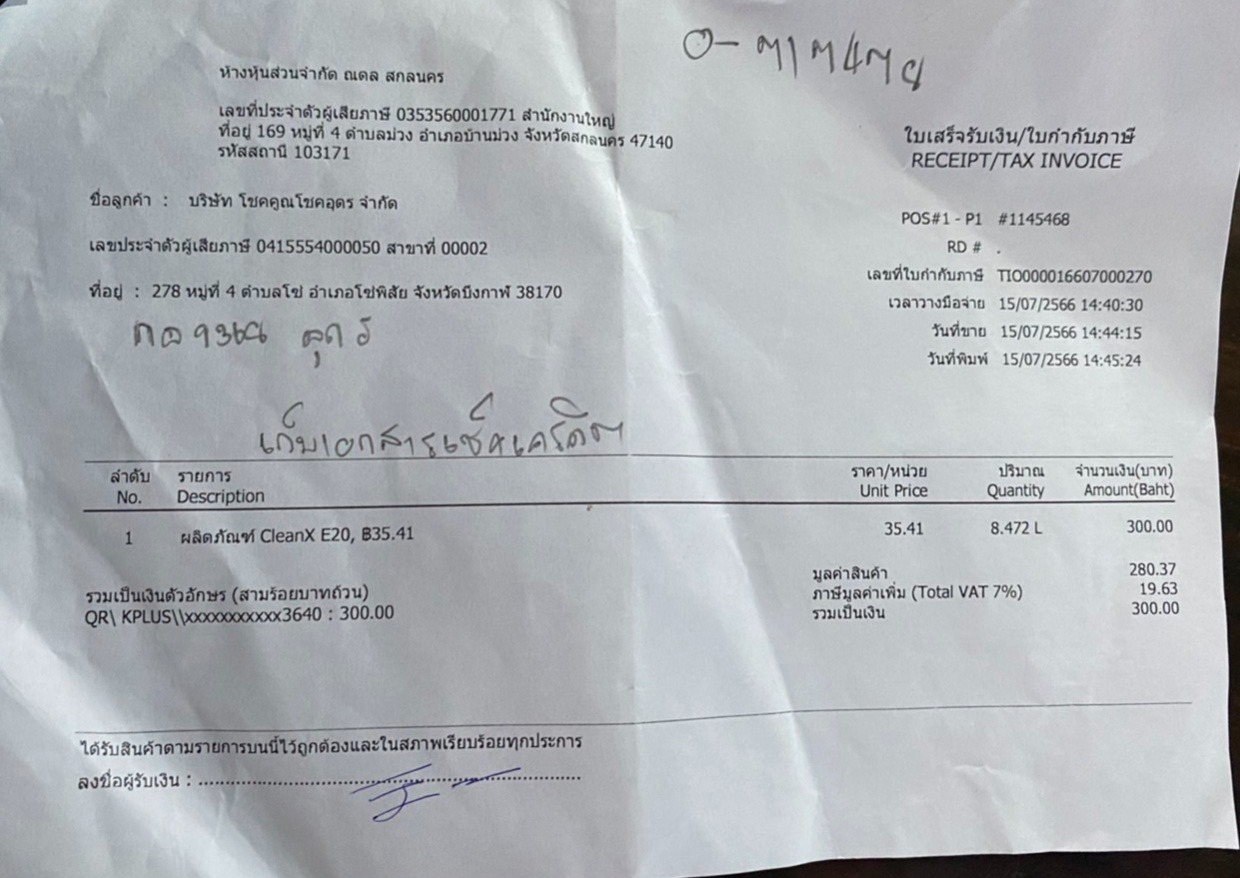 ห้างหุ้นส่วนจำกัด ณดล สกลนคร
เลขที่ประจำตัวผู้เสียภาษี 0353560001771 สำนักงานใหญ่
ที่อยู่ 169 หมู่ที่ 4 ตำบลม่วง อำเภอบ้านม่วง จังหวัดสกลนคร 47140
รหัสสถานี 103171
ใบเสร็จรับเงิน/ใบกำกับภาษี
RECEIPT/TAX INVOICE
ชื่อลูกค้า : บริษัท โชคคูณโชคอุดร จำกัด
เลขประจำตัวผู้เสียภาษี 0415554000050 สาขาที่ 00002
ที่อยู่ : 278 หมู่ที่ 4 ตำบลโซ่ อำเภอโซ่พิสัย จังหวัดบึงกาฬ 38170
POS#1 - P1 #1145468
RD # .
เลขที่ใบกำกับภาษี TIO000016607000270
เวลาวางมือจ่าย 15/07/2566 14:40:30
วันที่ขาย 15/07/2566 14:44:15
วันที่พิมพ์ 15/07/2566 14:45:24
เก็บเอกสารเช็คเครดิต
ลำดับ รายการ ราคา/หน่วย ปริมาณ จำนวนเงิน(บาท)
No. Description Unit Price Quantity Amount(Baht)
1 ผลิตภัณฑ์ CleanX E20, ฿35.41 35.41 8.472 L 300.00
มูลค่าสินค้า 280.37
ภาษีมูลค่าเพิ่ม (Total VAT 7%) 19.63
รวมเป็นเงิน 300.00
รวมเป็นเงินตัวอักษร (สามร้อยบาทถ้วน)
QR\ KPLUS\\xxxxxxxxxxx3640 : 300.00
ได้รับสินค้าตามรายการบนนี้ไว้ถูกต้องและในสภาพเรียบร้อยทุกประการ
ลงชื่อผู้รับเงิน :